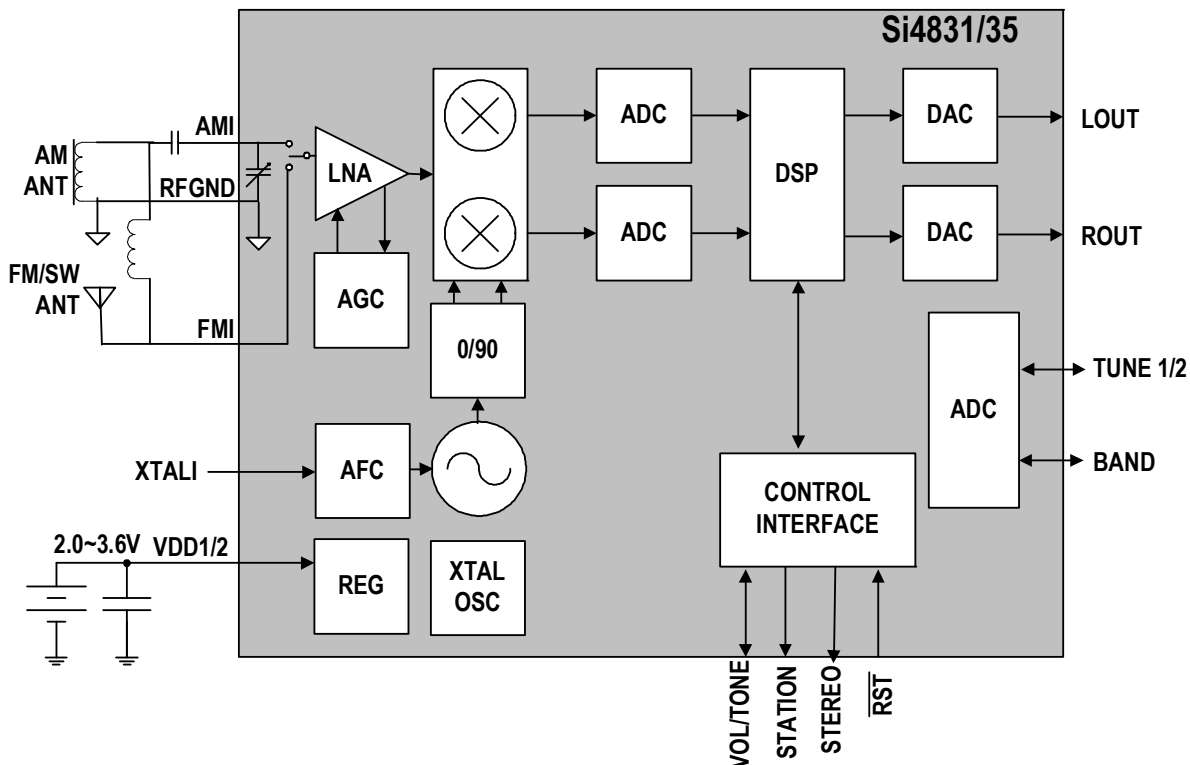 Si4831/35
AMI
AM
ANT
RFGND
FM/SW
ANT
FMI
LNA
AGC
0/90
ADC
ADC
DSP
DAC
DAC
LOUT
ROUT
ADC
TUNE 1/2
BAND
XTALI
AFC
CONTROL
INTERFACE
2.0~3.6V
VDD1/2
REG
XTAL
OSC
VOL/TONE
STATION
STEREO
RST